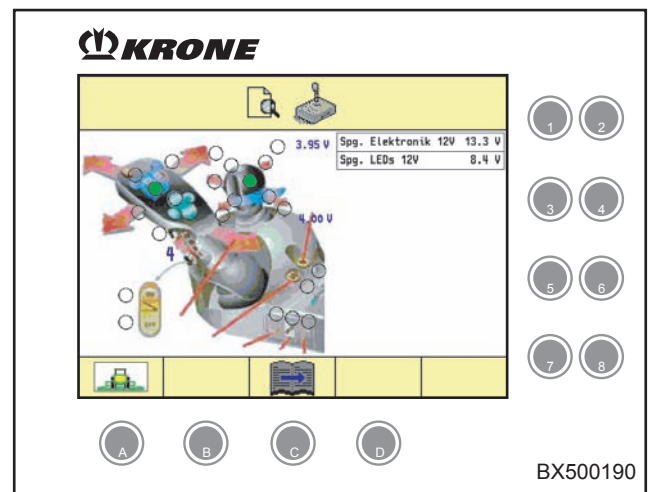 KRONE
3.95 V
Spg. Elektronik 12V 13.3 V
Spg. LEDs 12V 8.4 V
4.00 V
4
OFF
1 2
3 4
5 6
7 8
A B C D
BX500190